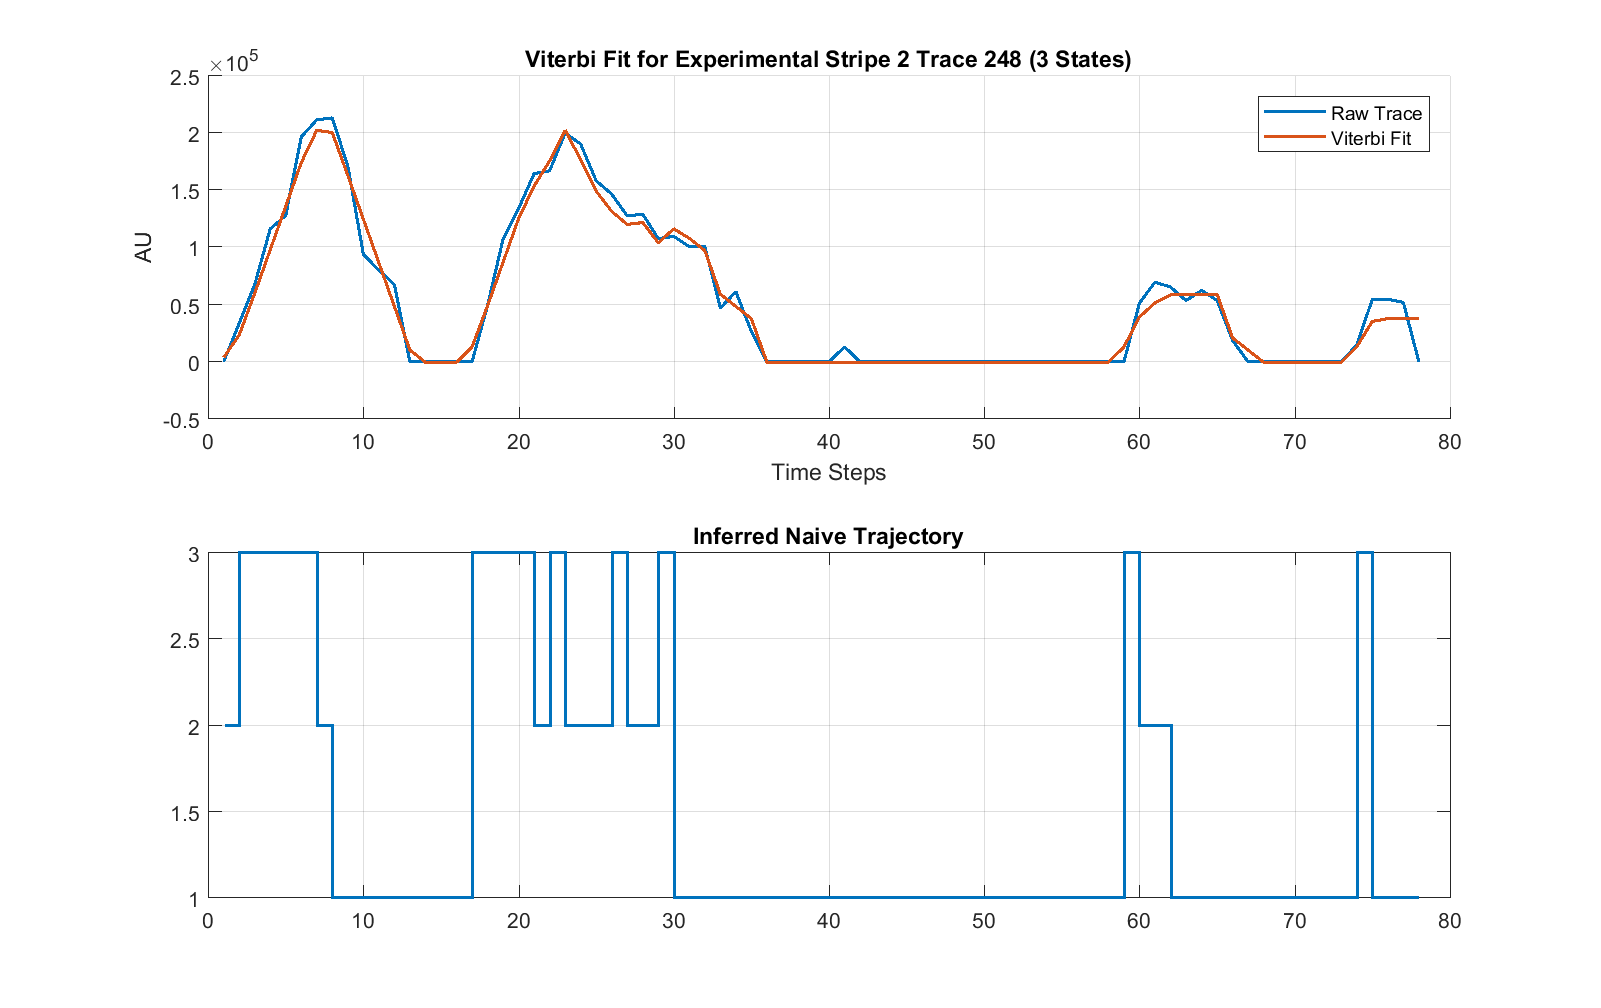 Viterbi Fit for Experimental Stripe 2 Trace 248 (3 States)
×10^5
2.5
2
1.5
1
0.5
0
-0.5
AU
Raw Trace
Viterbi Fit
0 10 20 30 40 50 60 70 80
Time Steps
Inferred Naive Trajectory
3
2.5
2
1.5
1
0 10 20 30 40 50 60 70 80